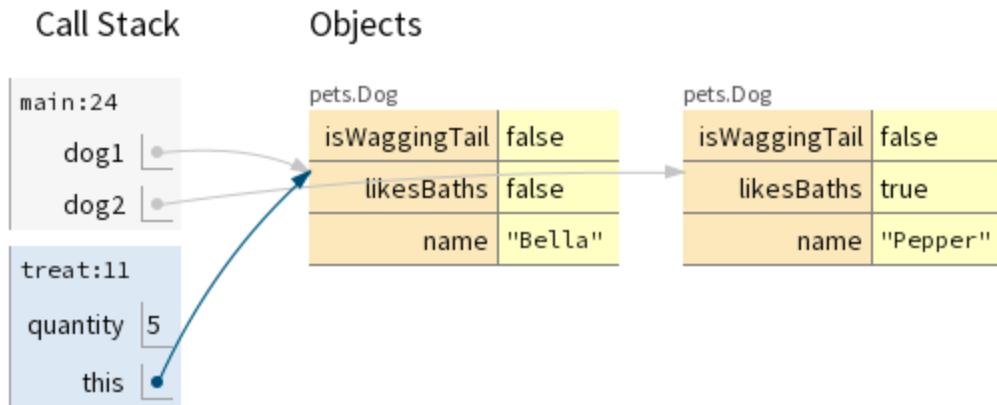 Call Stack
Objects
main:24
dog1
dog2
treat:11
quantity 5
this
pets.Dog
isWaggingTail false
likesBaths false
name "Bella"
pets.Dog
isWaggingTail false
likesBaths true
name "Pepper"